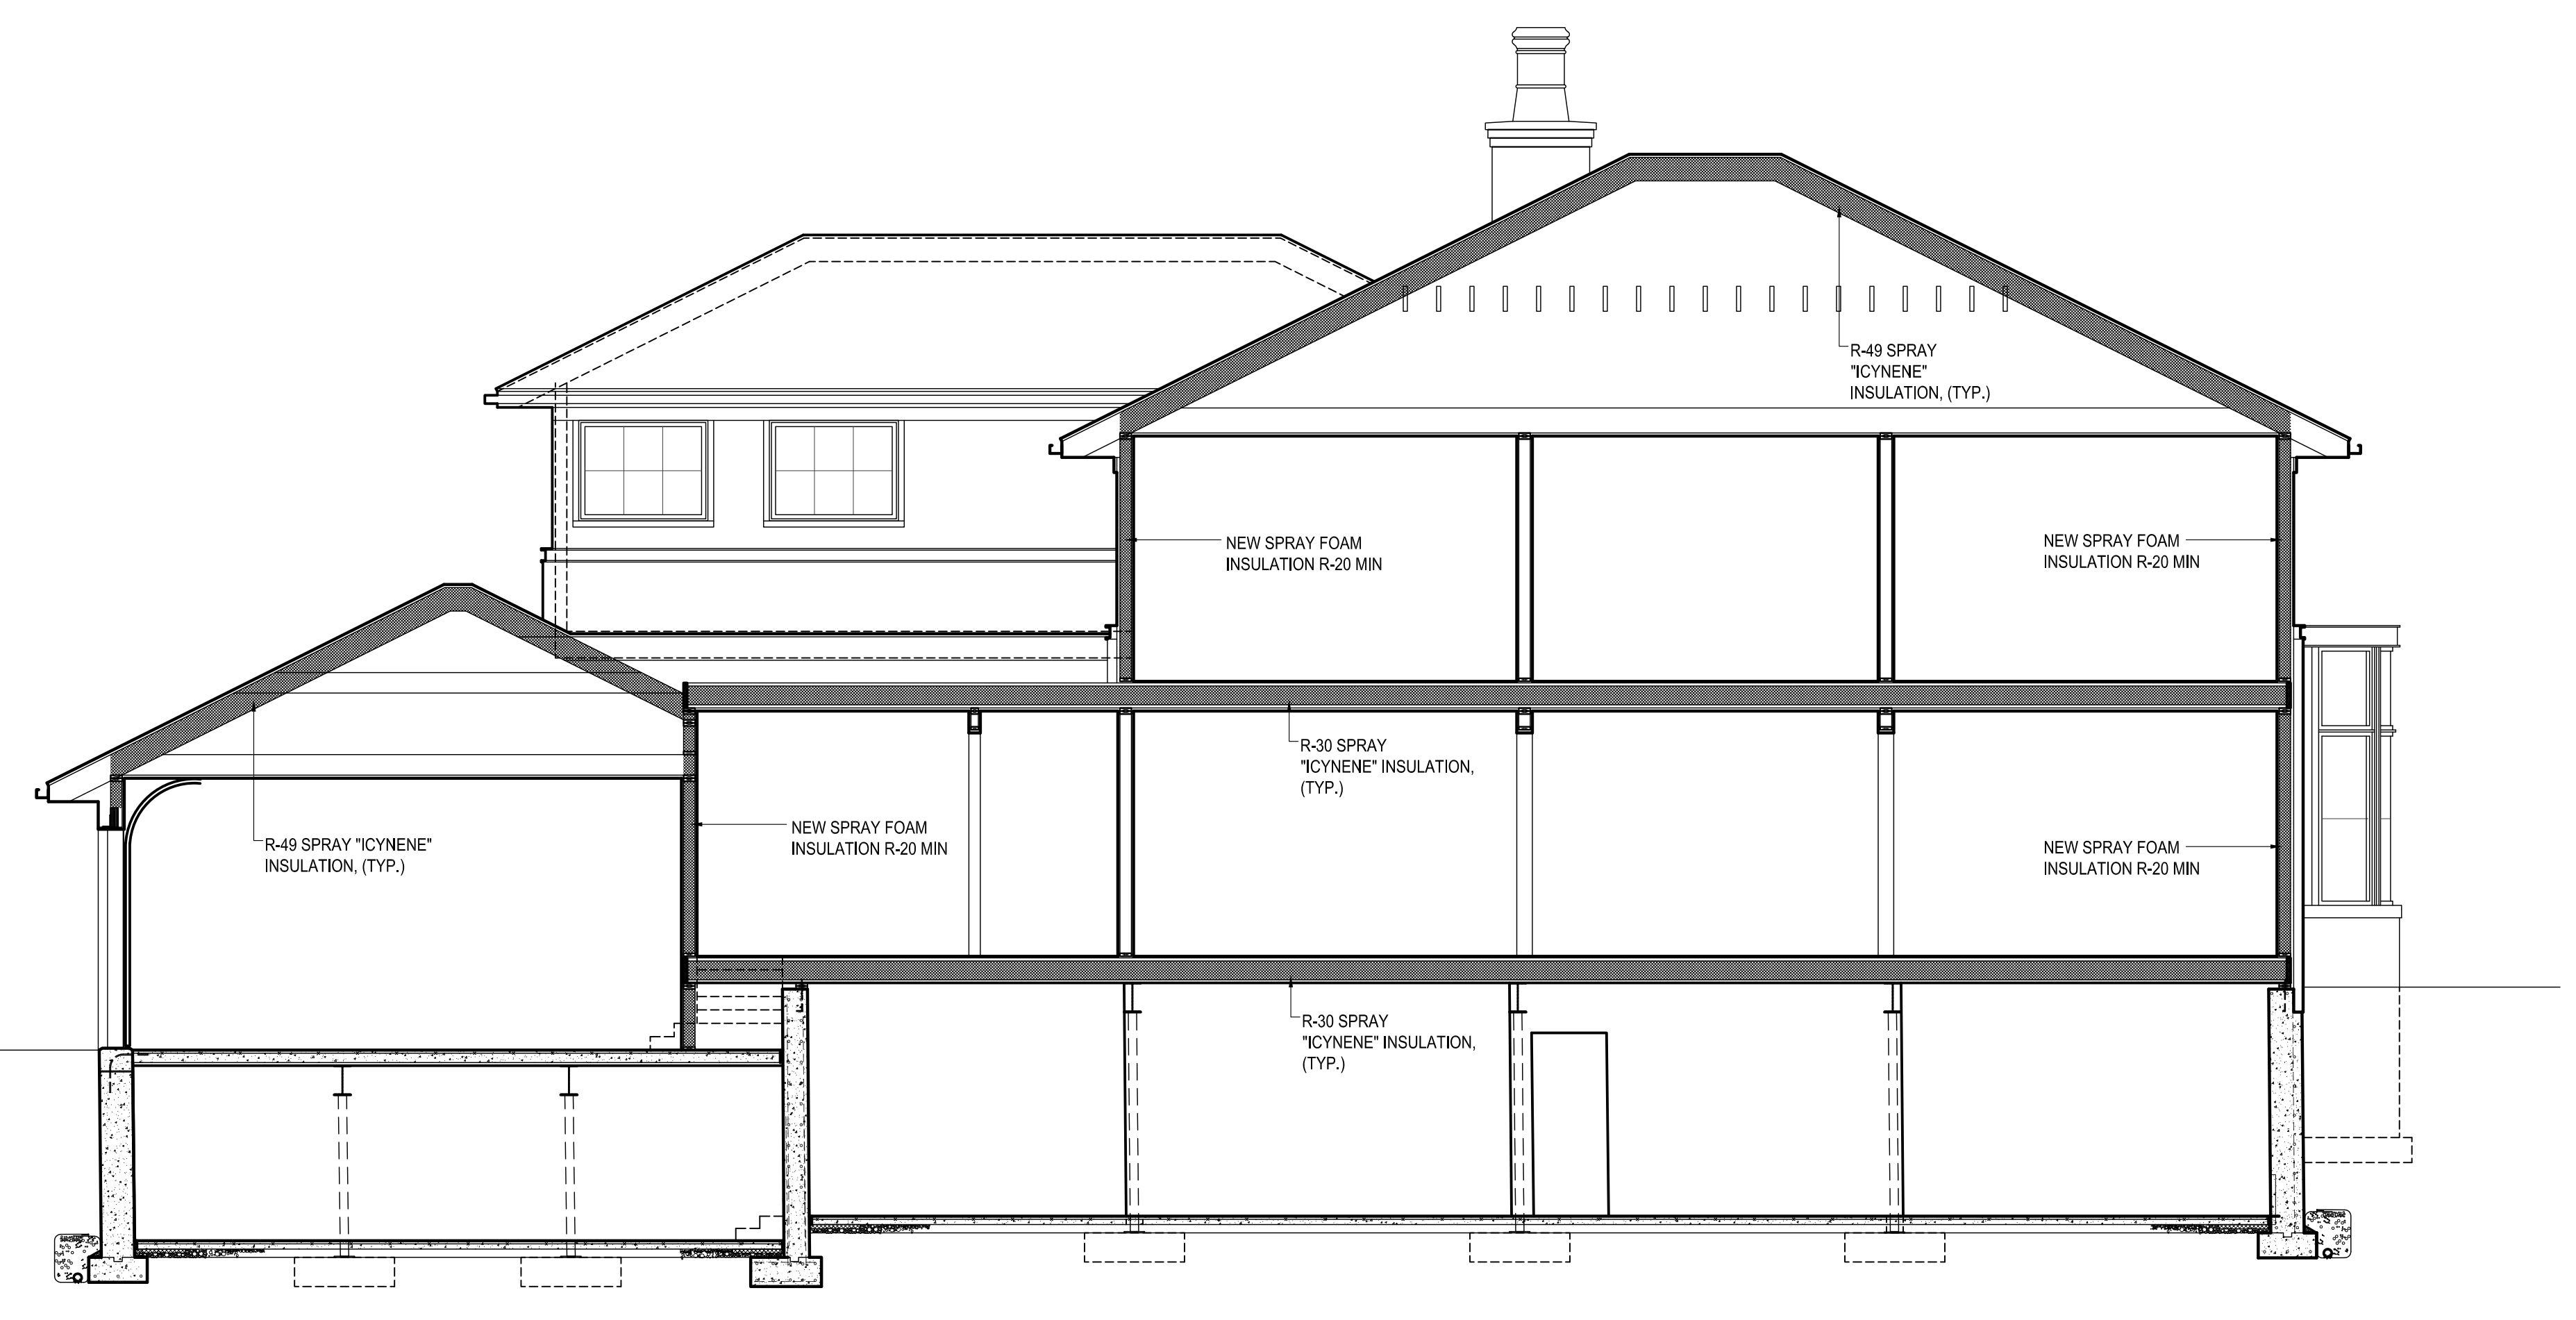 R-49 SPRAY
"ICYNENE"
INSULATION, (TYP.)
NEW SPRAY FOAM
INSULATION R-20 MIN
NEW SPRAY FOAM
INSULATION R-20 MIN
R-30 SPRAY
"ICYNENE" INSULATION,
(TYP.)
R-49 SPRAY "ICYNENE"
INSULATION, (TYP.)
NEW SPRAY FOAM
INSULATION R-20 MIN
NEW SPRAY FOAM
INSULATION R-20 MIN
R-30 SPRAY
"ICYNENE" INSULATION,
(TYP.)